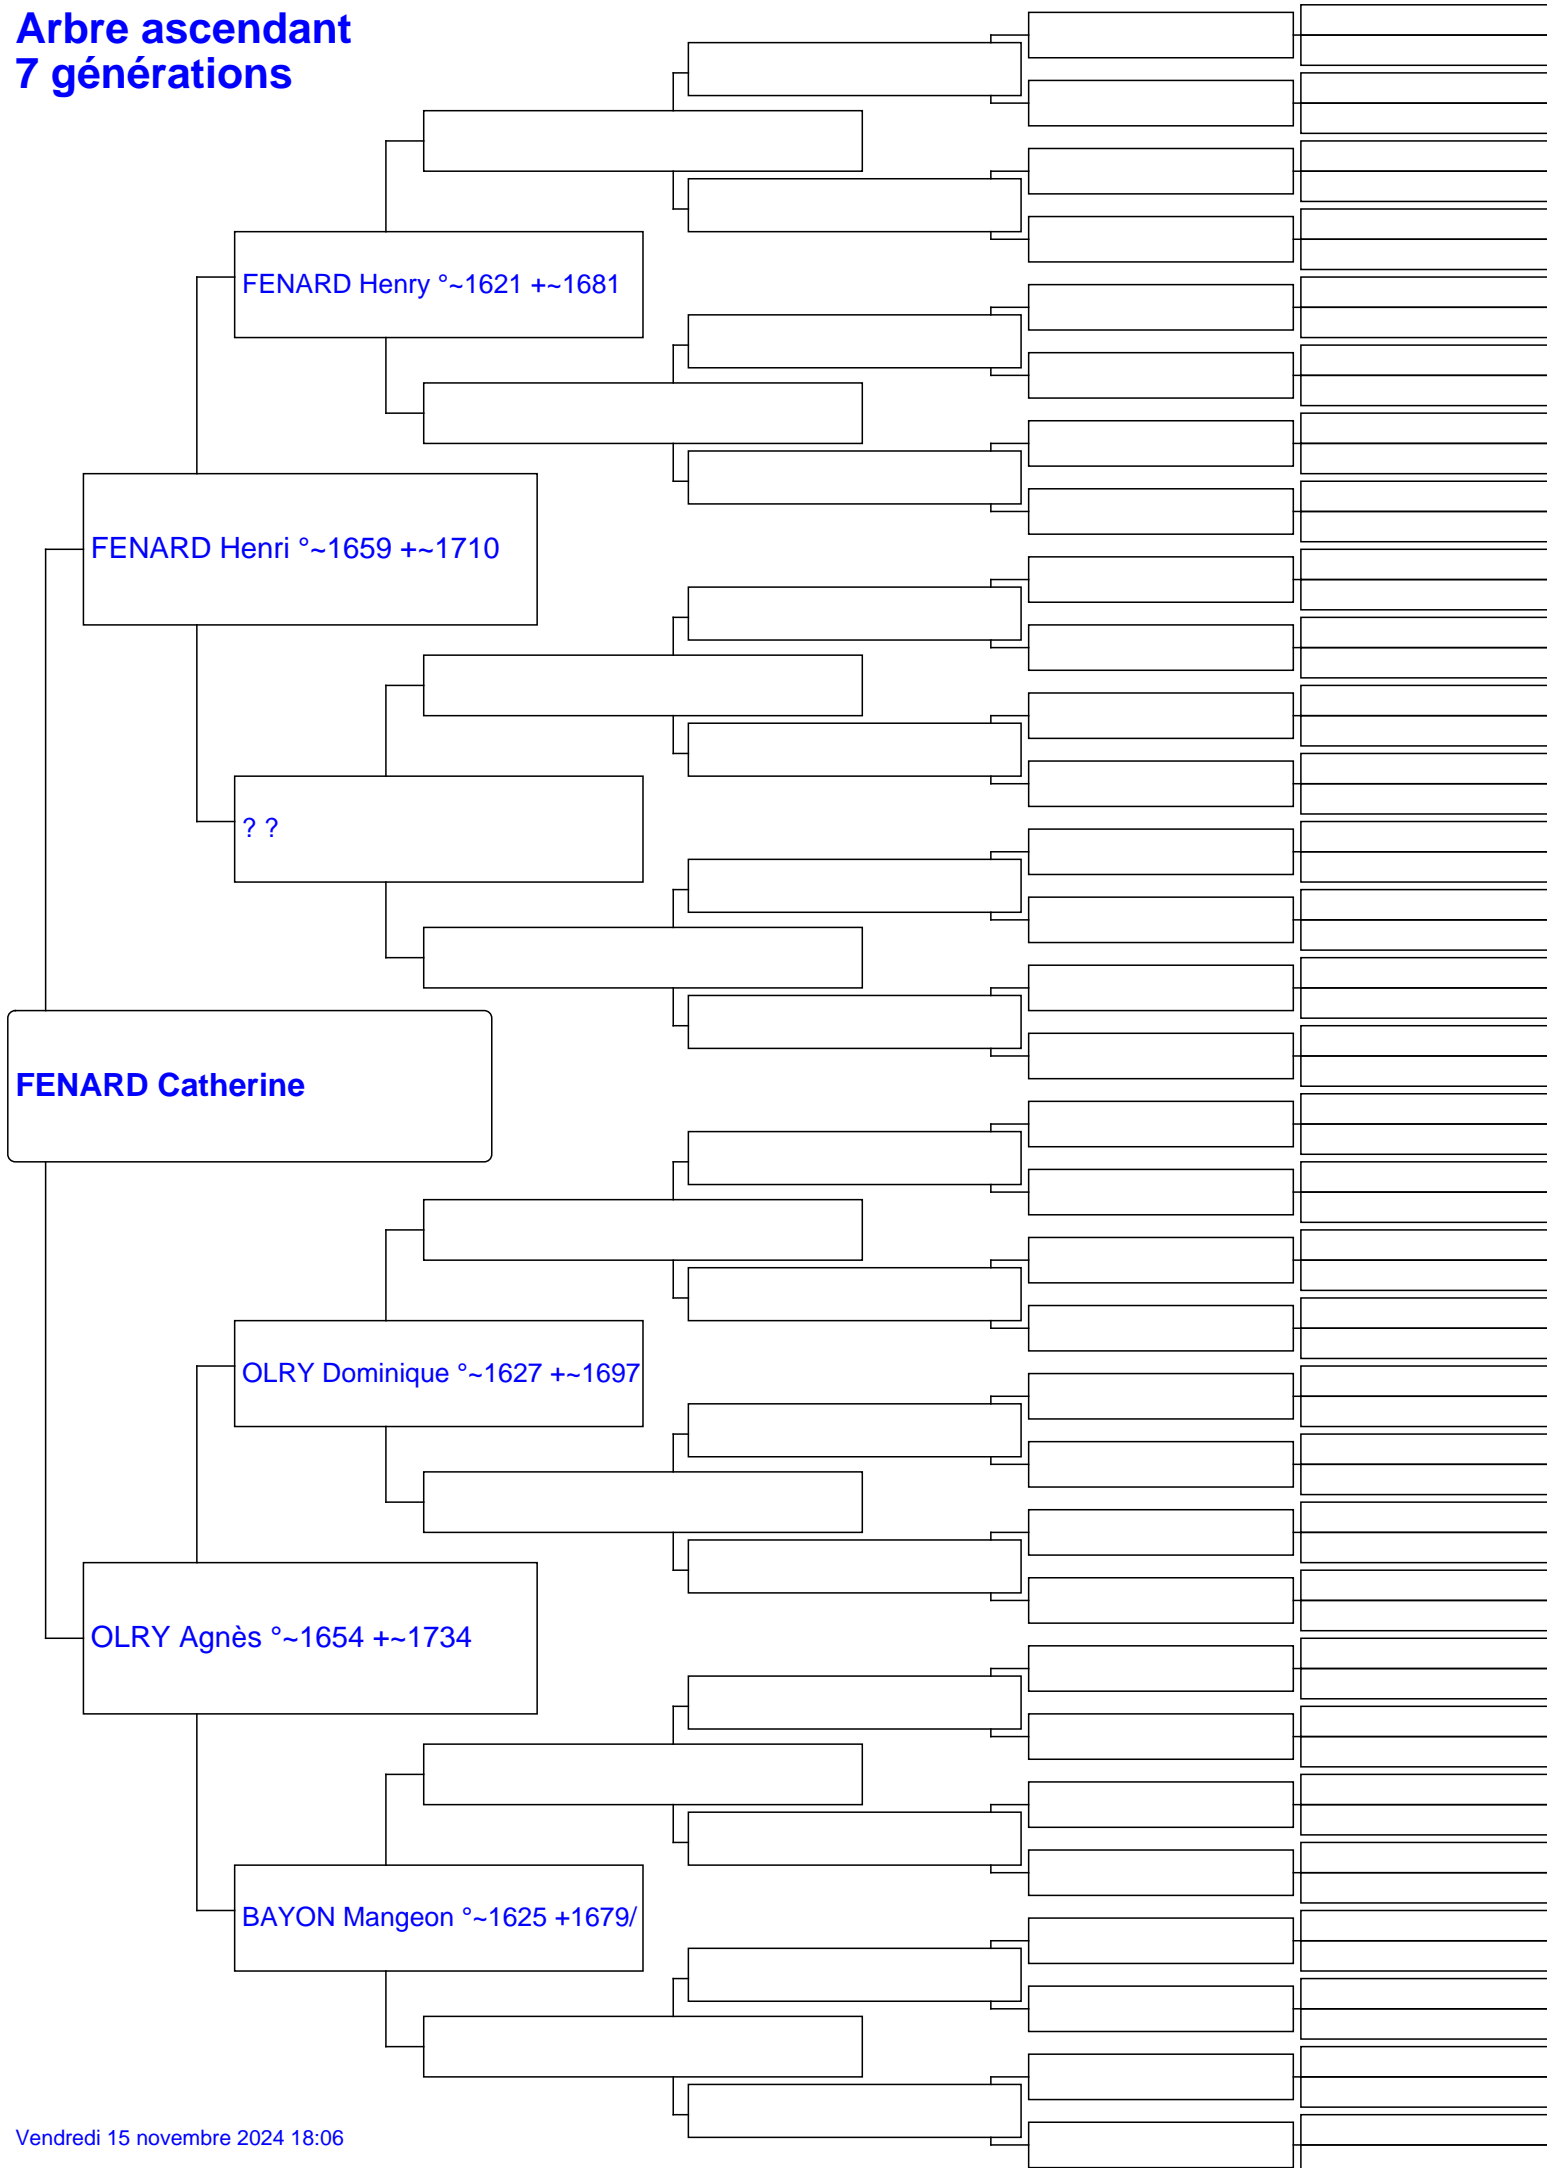 Arbre ascendant
7 générations
FENARD Henry °~1621 +~1681
FENARD Henri °~1659 +~1710
? ?
FENARD Catherine
OLRY Dominique °~1627 +~1697
OLRY Agnès °~1654 +~1734
BAYON Mangeon °~1625 +1679/
Vendredi 15 novembre 2024 18:06